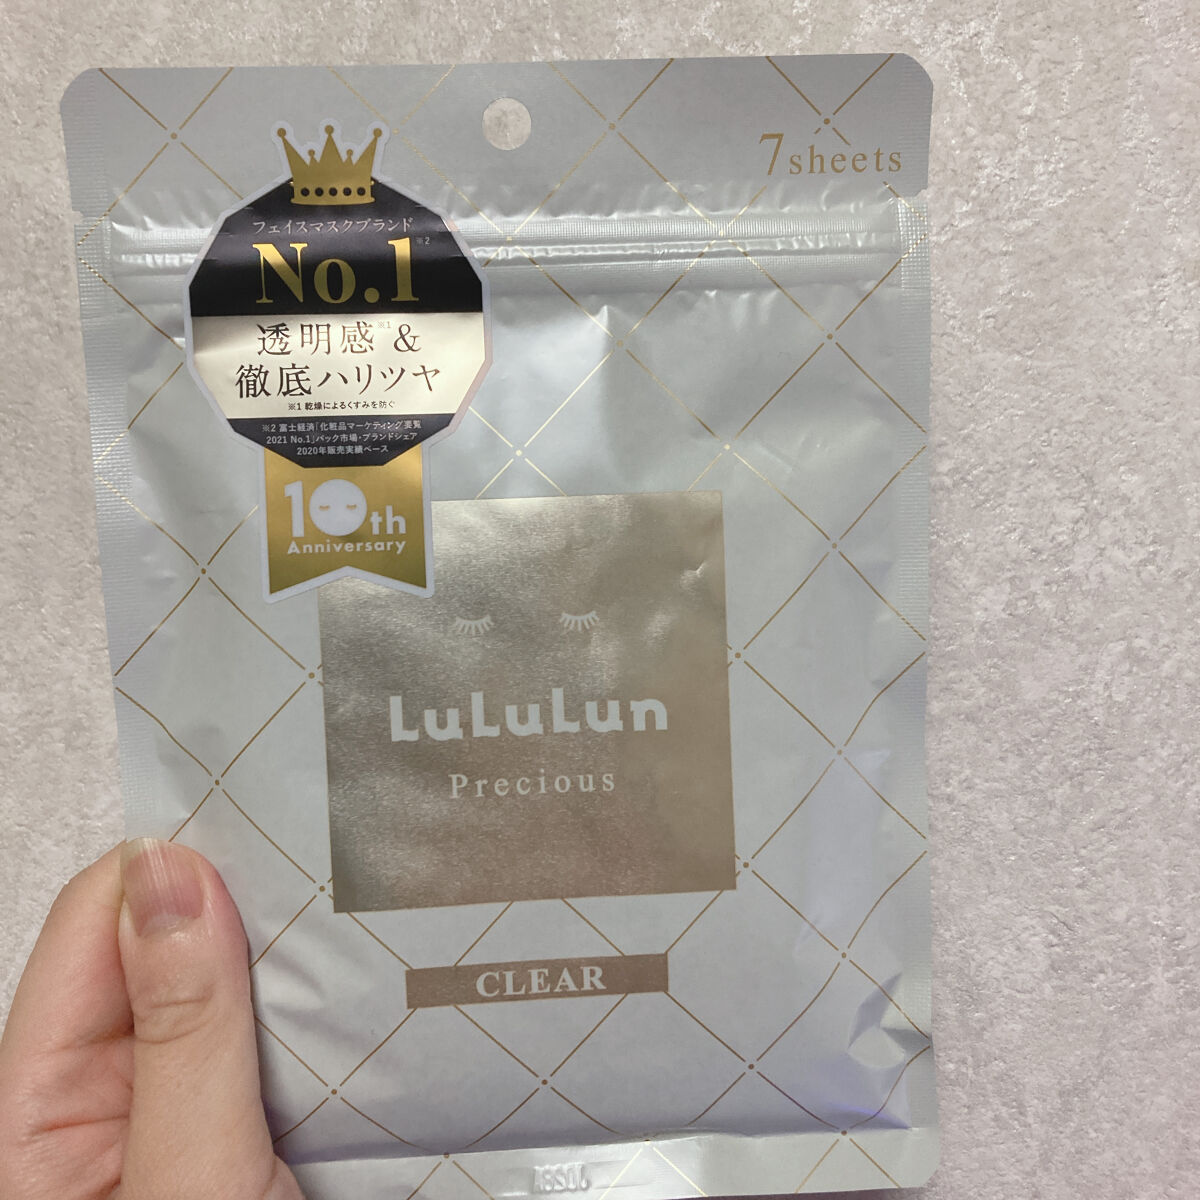 7sheets
フェイスマスクブランド
No.1※2
透明感※1&
徹底ハリツヤ
※1 乾燥によるくすみを防ぐ
※2 富士経済「化粧品マーケティング要覧
2021 No.1」パック市場・ブランドシェア
2020年販売実績ベース
10th
Anniversary
LuLuLun
Precious
CLEAR